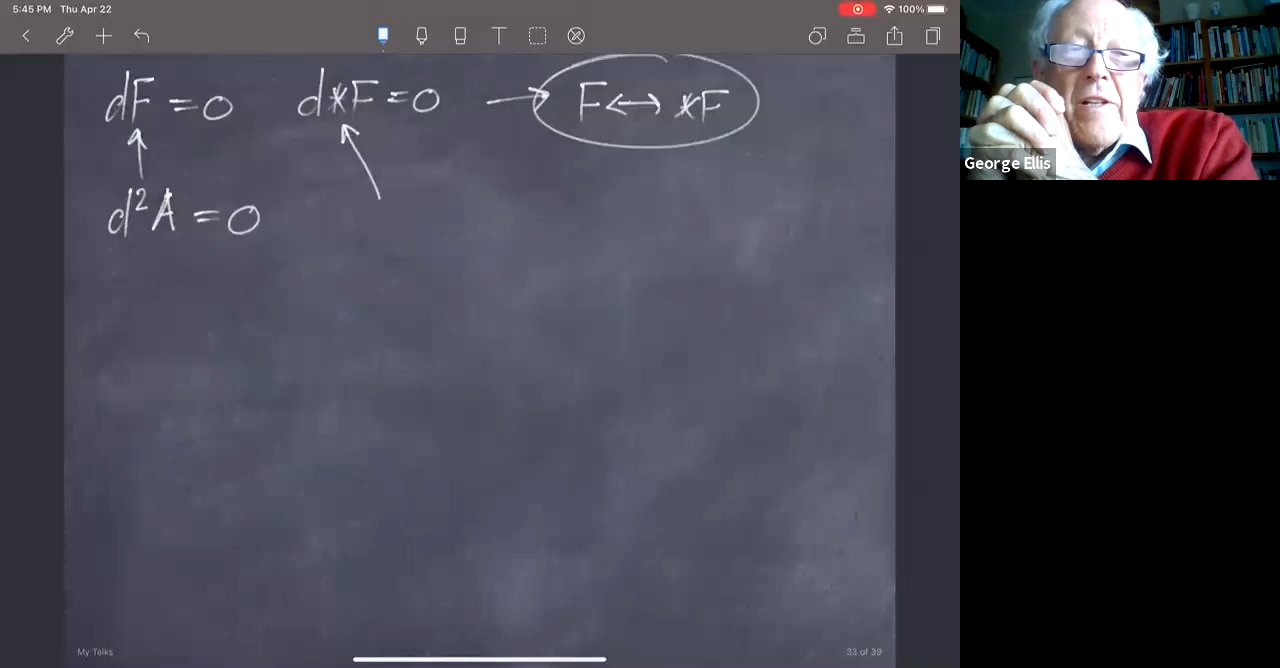 5:45 PM Thu Apr 22
100%
dF = 0 d*F = 0 → F ↔ *F
d²A = 0
George Ellis
My Talks
33 of 39